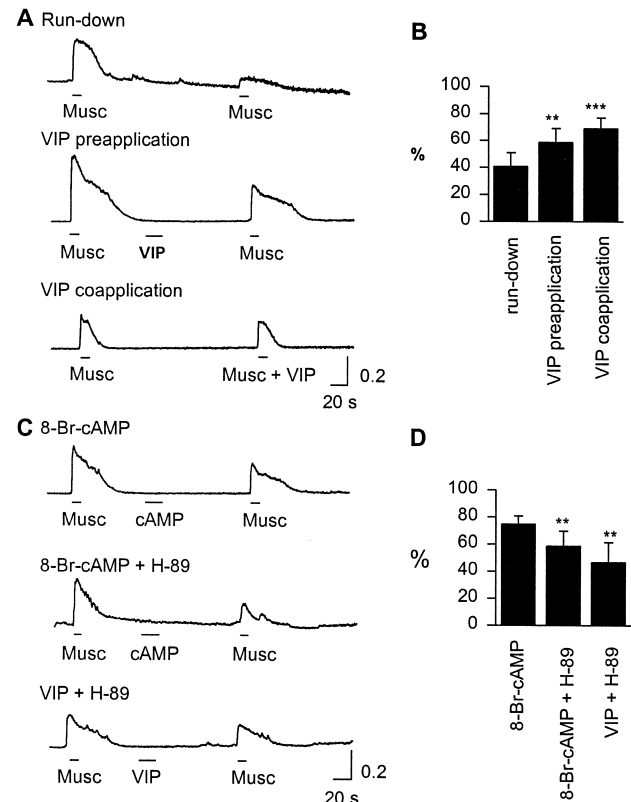 A Run-down
Musc Musc
VIP preapplication
Musc VIP Musc
VIP coapplication
Musc Musc + VIP
0.2
20 s
B
100
80
60
40
20
0
%
** ***
run-down
VIP preapplication
VIP coapplication
C 8-Br-cAMP
Musc cAMP Musc
8-Br-cAMP + H-89
Musc cAMP Musc
VIP + H-89
Musc VIP Musc
0.2
20 s
D
100
80
60
40
20
0
%
** **
8-Br-cAMP
8-Br-cAMP + H-89
VIP + H-89